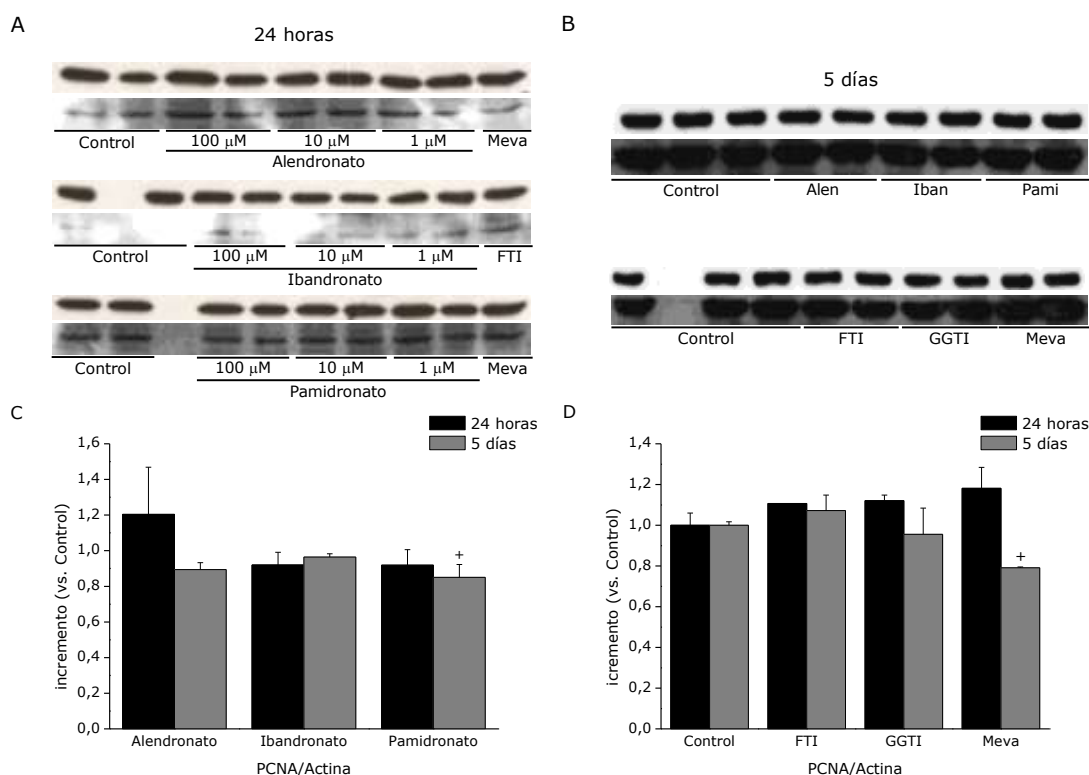 A
24 horas
Control
100 µM
10 µM
1 µM
Meva
Alendronato
Control
100 µM
10 µM
1 µM
FTI
Ibandronato
Control
100 µM
10 µM
1 µM
Meva
Pamidronato
B
5 días
Control
Alen
Iban
Pami
Control
FTI
GGTI
Meva
C
24 horas
5 días
incremento (vs. Control)
1,6
1,4
1,2
1,0
0,8
0,6
0,4
0,2
0,0
+
Alendronato
Ibandronato
Pamidronato
PCNA/Actina
D
24 horas
5 días
icremento (vs. Control)
1,4
1,2
1,0
0,8
0,6
0,4
0,2
0,0
+
Control
FTI
GGTI
Meva
PCNA/Actina